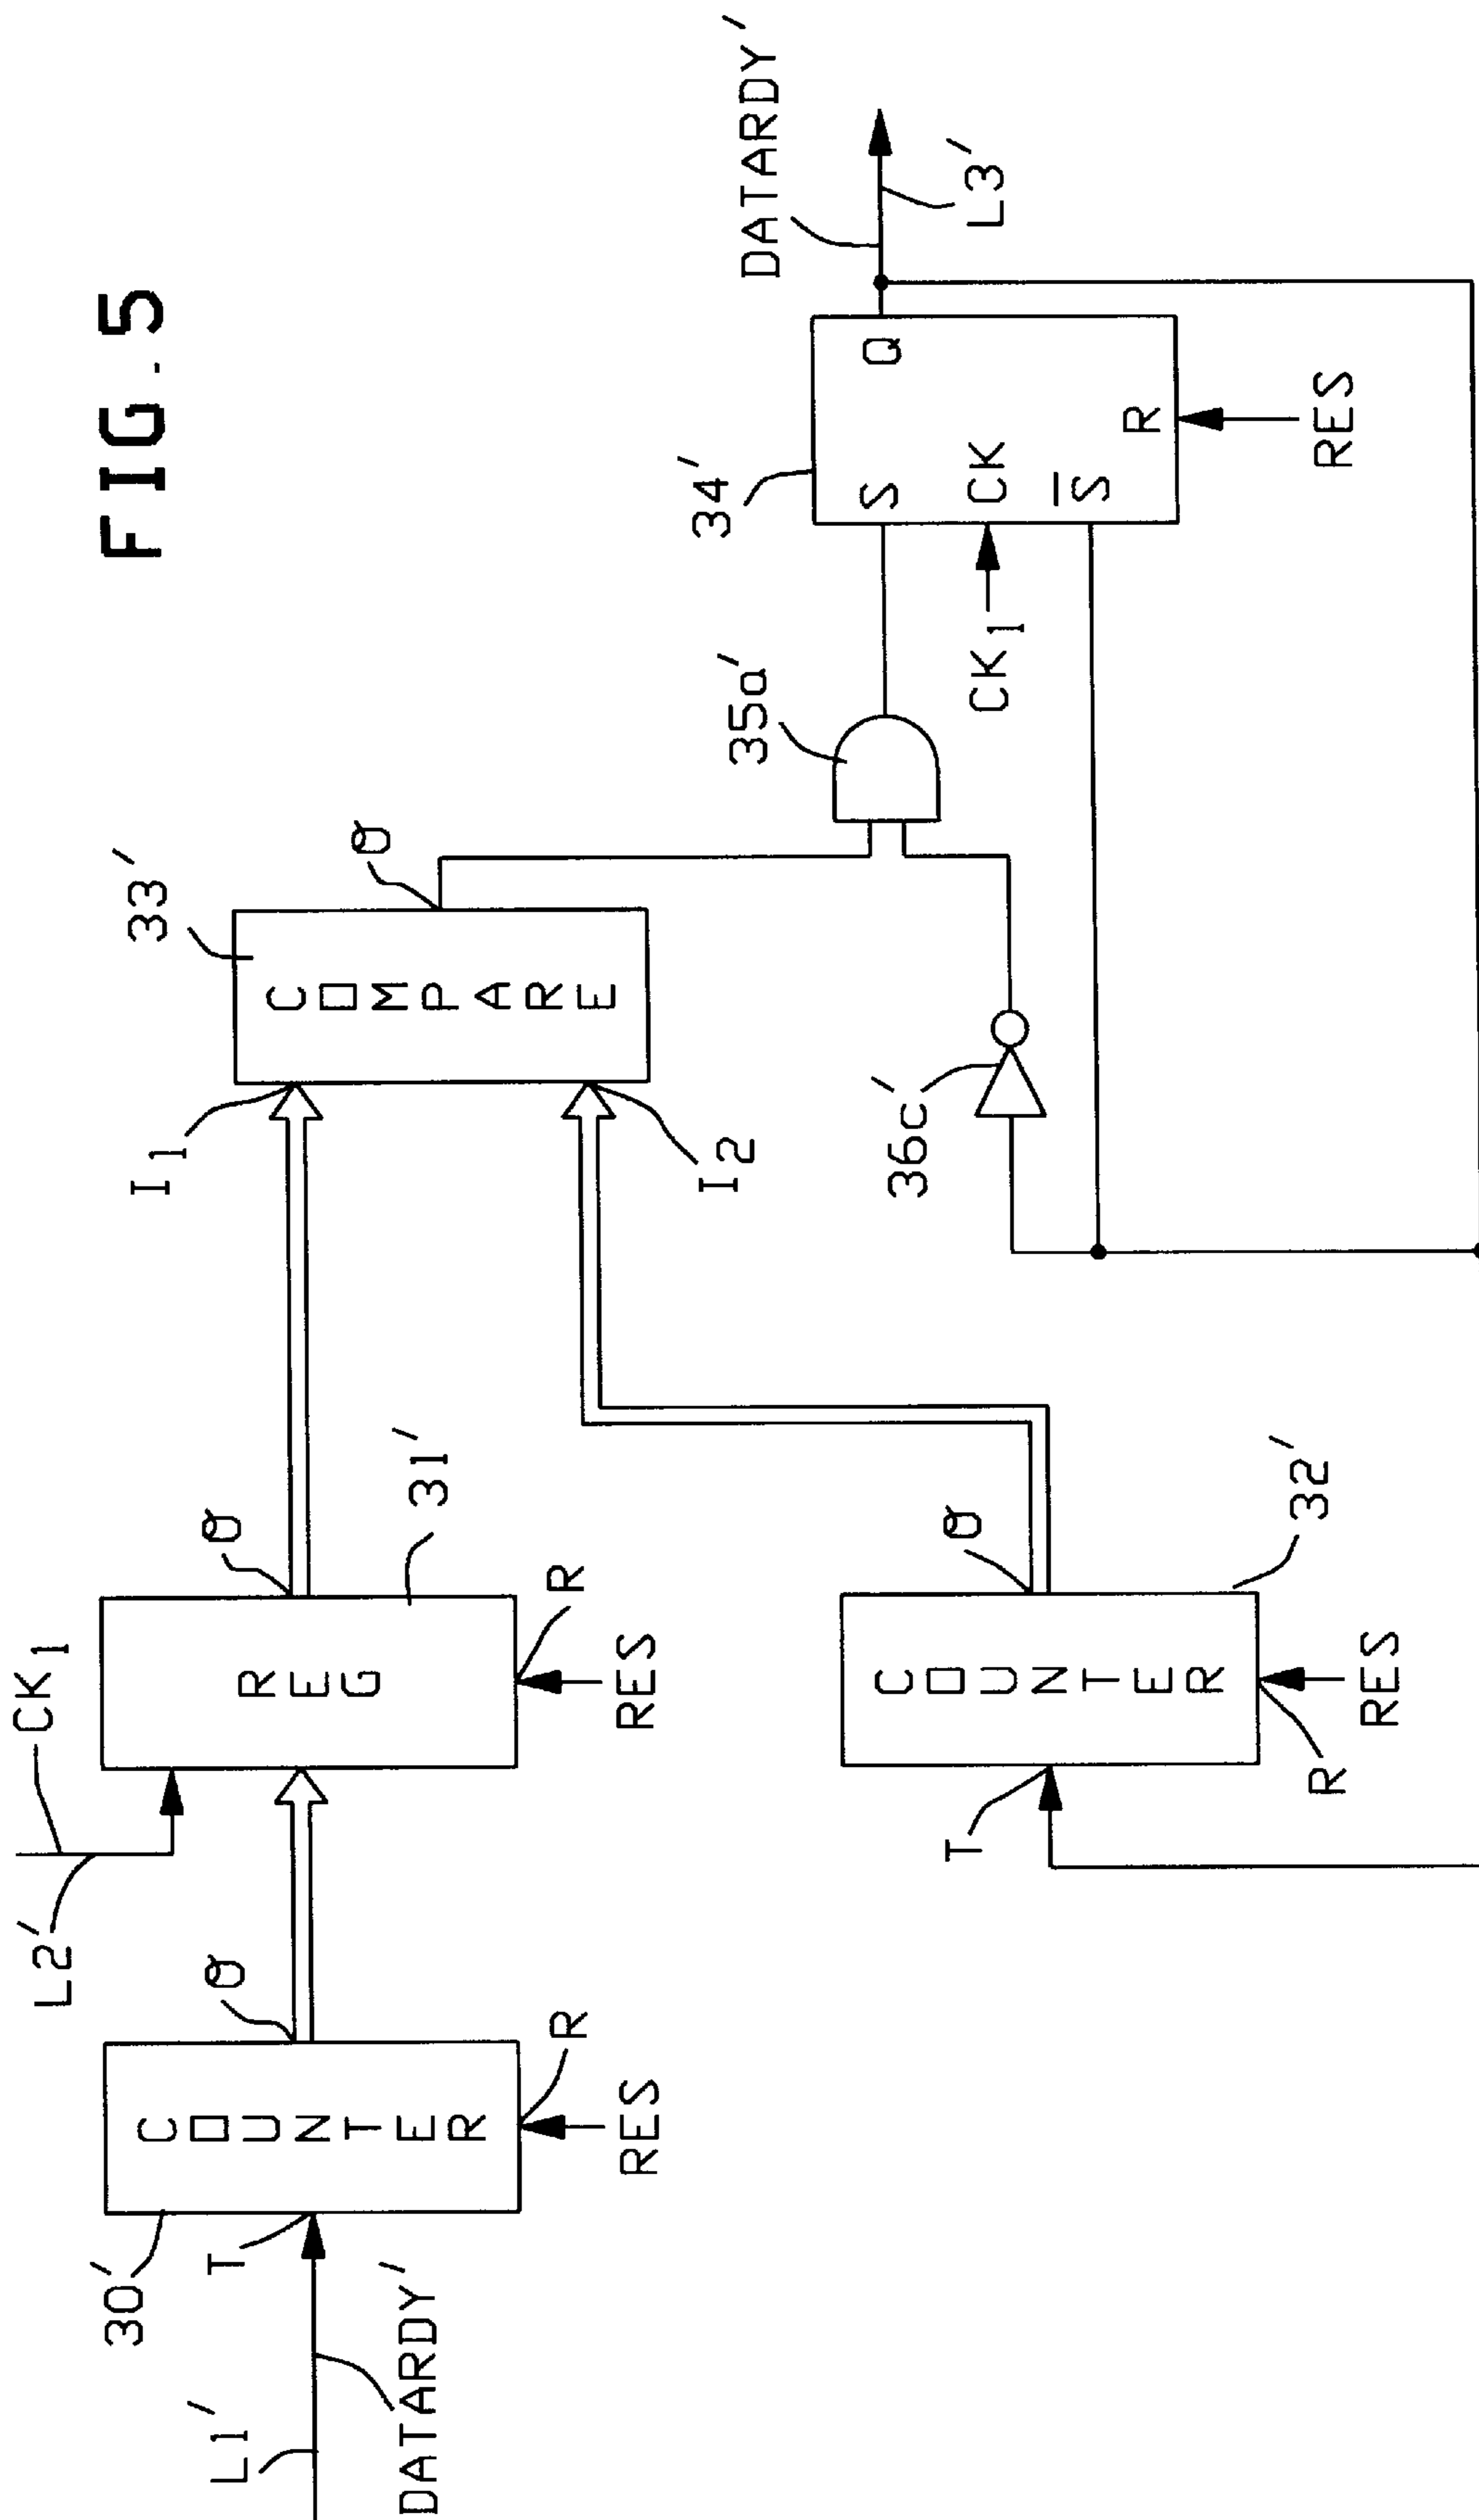 FIG. 5
L1'
DATARDY'
30'
T
COUNTER
R
RES
Q
L2'
CK1
REG
R
RES
Q
31'
I1
I2
33'
COMPARE
Q
T
COUNTER
R
RES
Q
32'
36c'
35a'
34'
S
CK
S̅
Q
R
CK1
RES
DATARDY'
L3'